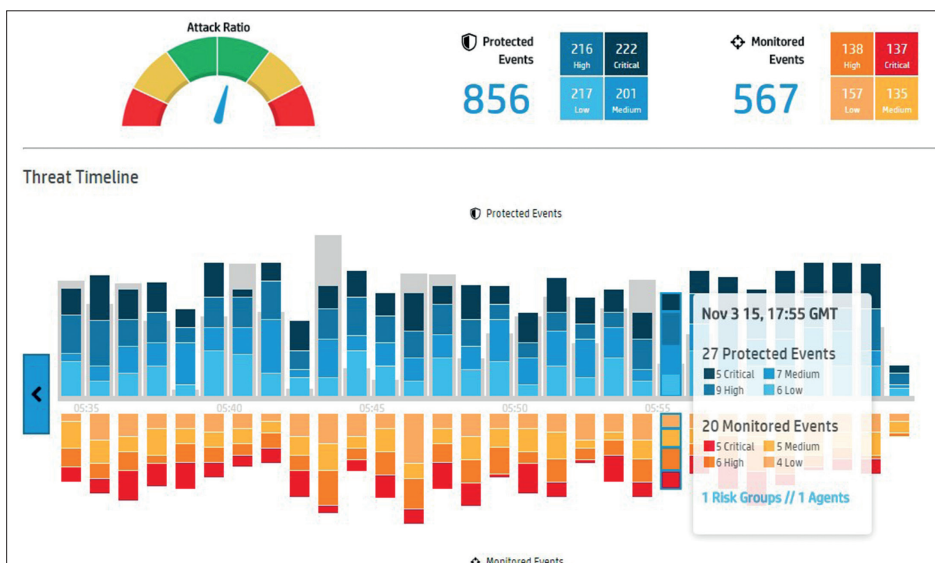 Attack Ratio
Protected
Events
856
216
High
222
Critical
217
Low
201
Medium
Monitored
Events
567
138
High
137
Critical
157
Low
135
Medium
Threat Timeline
Protected Events
05:35
05:40
05:45
05:50
05:55
Nov 3 15, 17:55 GMT
27 Protected Events
5 Critical
7 Medium
9 High
6 Low
20 Monitored Events
5 Critical
5 Medium
6 High
4 Low
1 Risk Groups // 1 Agents
Monitored Events